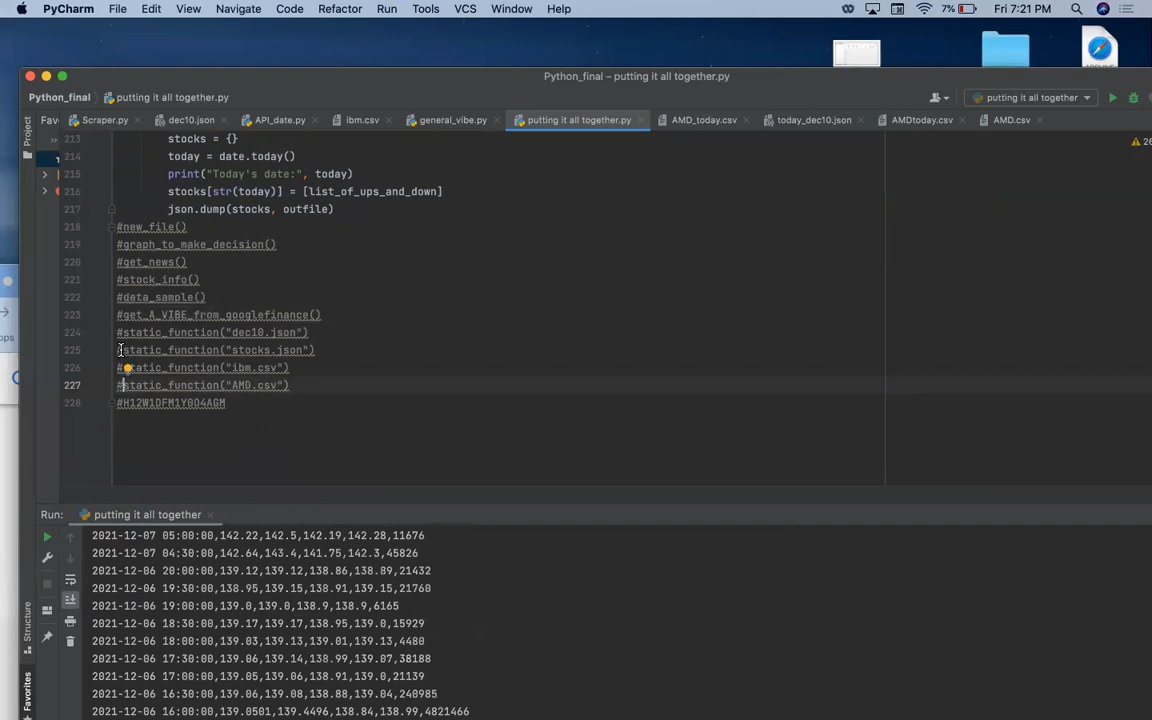 PyCharm File Edit View Navigate Code Refactor Run Tools VCS Window Help 7% Fri 7:21 PM
Python_final – putting it all together.py
Python_final putting it all together.py putting it all together
Fav Scraper.py dec10.json API_date.py ibm.csv general_vibe.py putting it all together.py AMD_today.csv today_dec10.json AMDtoday.csv AMD.csv
Project
213 stocks = {}
214 today = date.today()
215 print("Today's date:", today)
216 stocks[str(today)] = [list_of_ups_and_down]
217 json.dump(stocks, outfile)
218 #new_file()
219 #graph_to_make_decision()
220 #get_news()
221 #stock_info()
222 #data_sample()
223 #get_A_VIBE_from_googlefinance()
224 #static_function("dec10.json")
225 #static_function("stocks.json")
226 #static_function("ibm.csv")
227 #static_function("AMD.csv")
228 #H12W1DFM1Y0O4AGM
Run: putting it all together
2021-12-07 05:00:00,142.22,142.5,142.19,142.28,11676
2021-12-07 04:30:00,142.64,143.4,141.75,142.3,45826
2021-12-06 20:00:00,139.12,139.12,138.86,138.89,21432
2021-12-06 19:30:00,138.95,139.15,138.91,139.15,21760
2021-12-06 19:00:00,139.0,139.0,138.9,138.9,6165
2021-12-06 18:30:00,139.17,139.17,138.95,139.0,15929
2021-12-06 18:00:00,139.03,139.13,139.01,139.13,4480
2021-12-06 17:30:00,139.06,139.14,138.99,139.07,38188
2021-12-06 17:00:00,139.05,139.06,138.91,139.0,21139
2021-12-06 16:30:00,139.06,139.08,138.88,139.04,240985
2021-12-06 16:00:00,139.0501,139.4496,138.84,138.99,4821466
Structure
Favorites